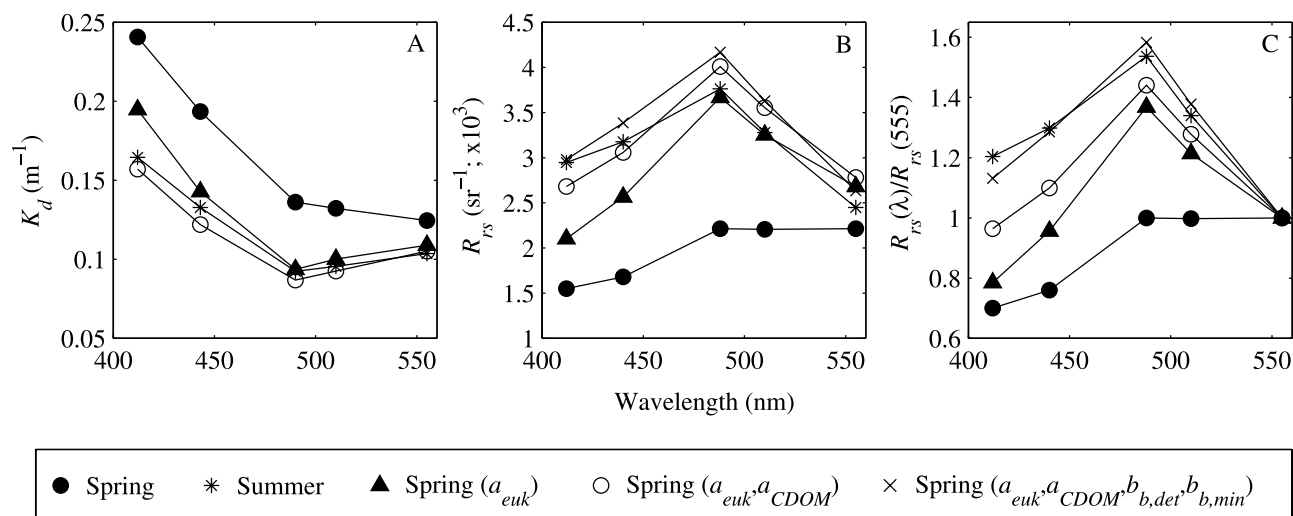 A
K_d (m⁻¹)
0.25
0.2
0.15
0.1
0.05
400
450
500
550
B
R_rs (sr⁻¹; x10³)
4.5
4
3.5
3
2.5
2
1.5
1
400
450
500
550
C
R_rs(λ)/R_rs(555)
1.6
1.4
1.2
1
0.8
0.6
400
450
500
550
Wavelength (nm)
Spring
Summer
Spring (a_euk)
Spring (a_euk,a_CDOM)
Spring (a_euk,a_CDOM,b_b,det,b_b,min)